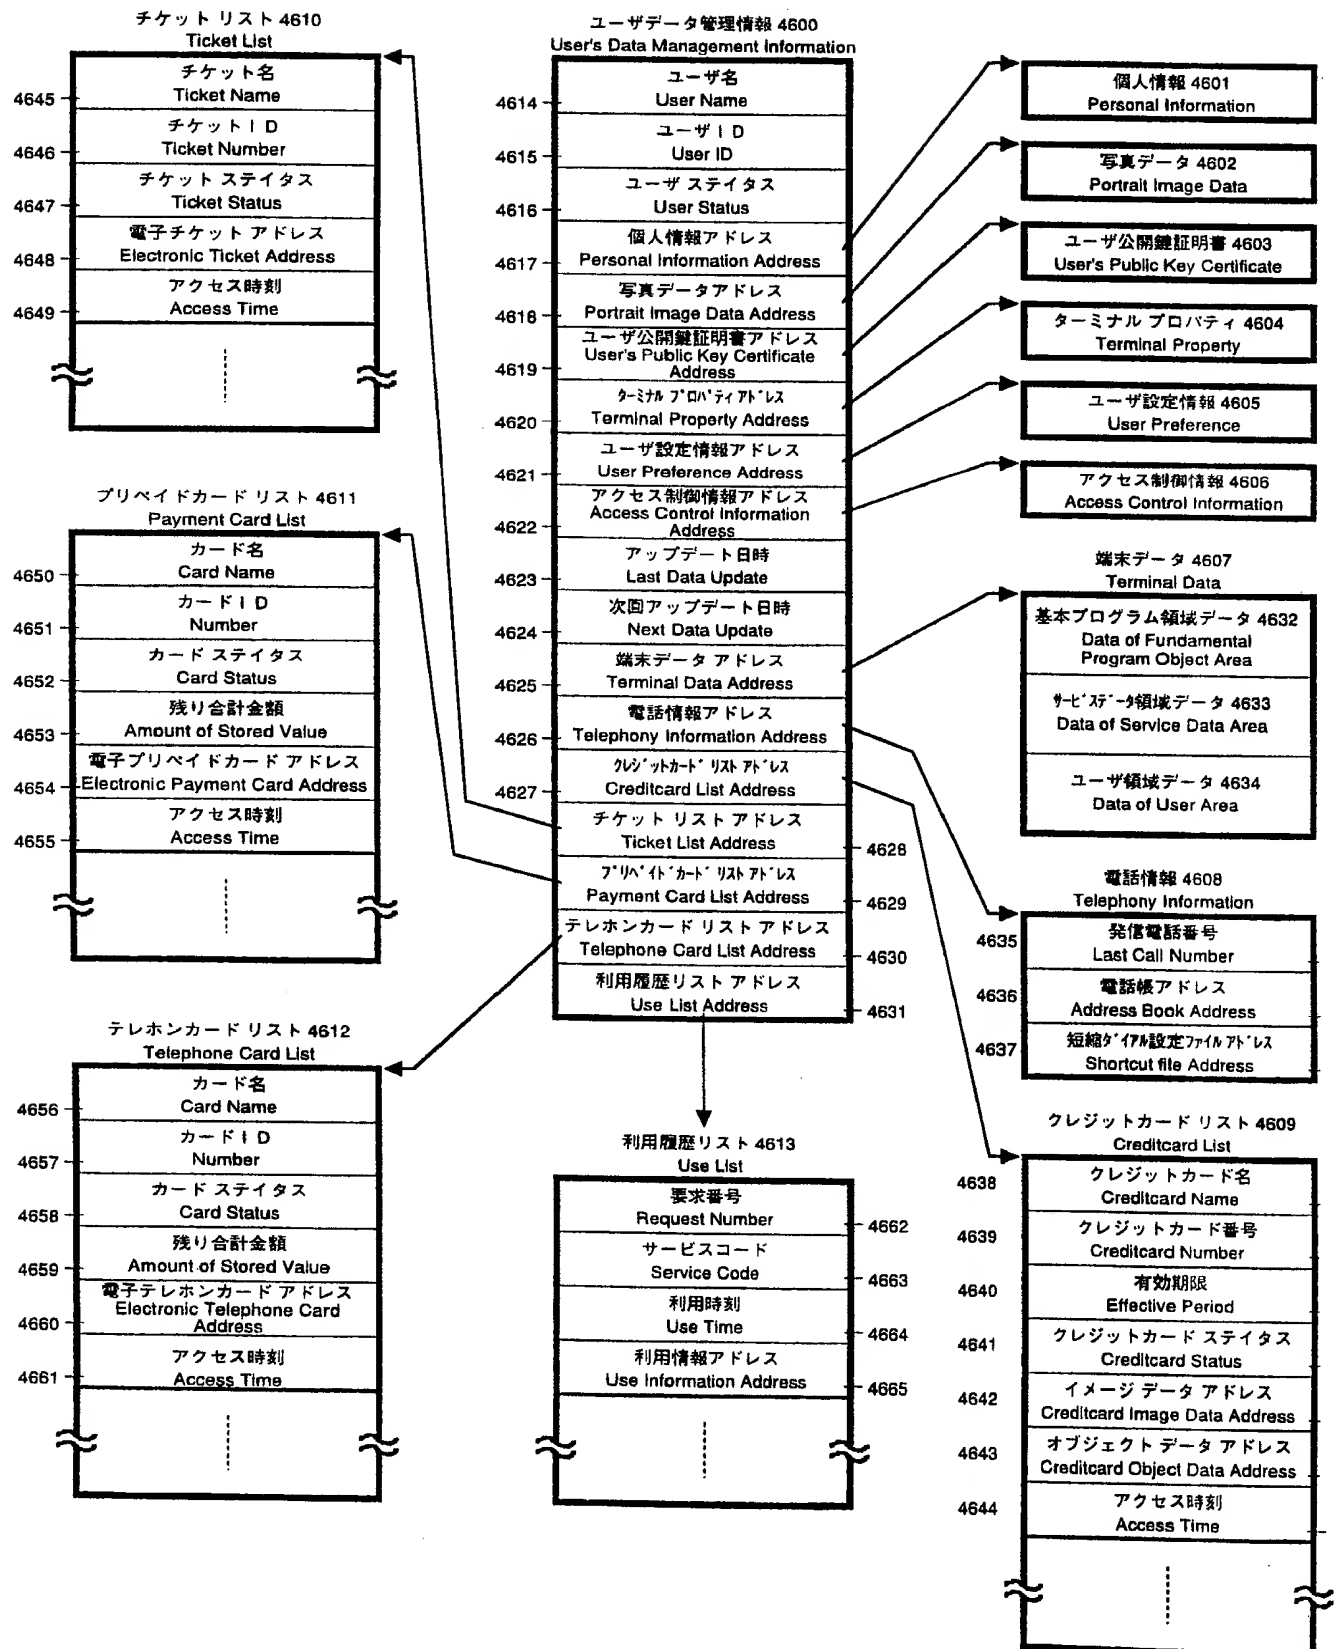 チケット リスト 4610
Ticket List
チケット名
Ticket Name
4645
チケットID
Ticket Number
4646
チケット ステイタス
Ticket Status
4647
電子チケット アドレス
Electronic Ticket Address
4648
アクセス時刻
Access Time
4649
プリペイドカード リスト 4611
Payment Card List
カード名
Card Name
4650
カードID
Number
4651
カード ステイタス
Card Status
4652
残り合計金額
Amount of Stored Value
4653
電子プリペイドカード アドレス
Electronic Payment Card Address
4654
アクセス時刻
Access Time
4655
テレホンカード リスト 4612
Telephone Card List
カード名
Card Name
4656
カードID
Number
4657
カード ステイタス
Card Status
4658
残り合計金額
Amount of Stored Value
4659
電子テレホンカード アドレス
Electronic Telephone Card
Address
4660
アクセス時刻
Access Time
4661
ユーザデータ管理情報 4600
User's Data Management Information
ユーザ名
User Name
4614
ユーザID
User ID
4615
ユーザ ステイタス
User Status
4616
個人情報アドレス
Personal Information Address
4617
写真データアドレス
Portrait Image Data Address
4618
ユーザ公開鍵証明書アドレス
User's Public Key Certificate
Address
4619
ターミナル プロパティ アドレス
Terminal Property Address
4620
ユーザ設定情報アドレス
User Preference Address
4621
アクセス制御情報アドレス
Access Control Information
Address
4622
アップデート日時
Last Data Update
4623
次回アップデート日時
Next Data Update
4624
端末データ アドレス
Terminal Data Address
4625
電話情報アドレス
Telephony Information Address
4626
クレジットカード リスト アドレス
Creditcard List Address
4627
チケット リスト アドレス
Ticket List Address
4628
プリペイドカード リスト アドレス
Payment Card List Address
4629
テレホンカード リスト アドレス
Telephone Card List Address
4630
利用履歴リスト アドレス
Use List Address
4631
利用履歴リスト 4613
Use List
要求番号
Request Number
4662
サービスコード
Service Code
4663
利用時刻
Use Time
4664
利用情報アドレス
Use Information Address
4665
個人情報 4601
Personal Information
写真データ 4602
Portrait Image Data
ユーザ公開鍵証明書 4603
User's Public Key Certificate
ターミナル プロパティ 4604
Terminal Property
ユーザ設定情報 4605
User Preference
アクセス制御情報 4606
Access Control Information
端末データ 4607
Terminal Data
基本プログラム領域データ 4632
Data of Fundamental
Program Object Area
サービスデータ領域データ 4633
Data of Service Data Area
ユーザ領域データ 4634
Data of User Area
電話情報 4608
Telephony Information
発信電話番号
Last Call Number
4635
電話帳アドレス
Address Book Address
4636
短縮ダイアル設定ファイル アドレス
Shortcut file Address
4637
クレジットカード リスト 4609
Creditcard List
クレジットカード名
Creditcard Name
4638
クレジットカード番号
Creditcard Number
4639
有効期限
Effective Period
4640
クレジットカード ステイタス
Creditcard Status
4641
イメージ データ アドレス
Creditcard Image Data Address
4642
オブジェクト データ アドレス
Creditcard Object Data Address
4643
アクセス時刻
Access Time
4644